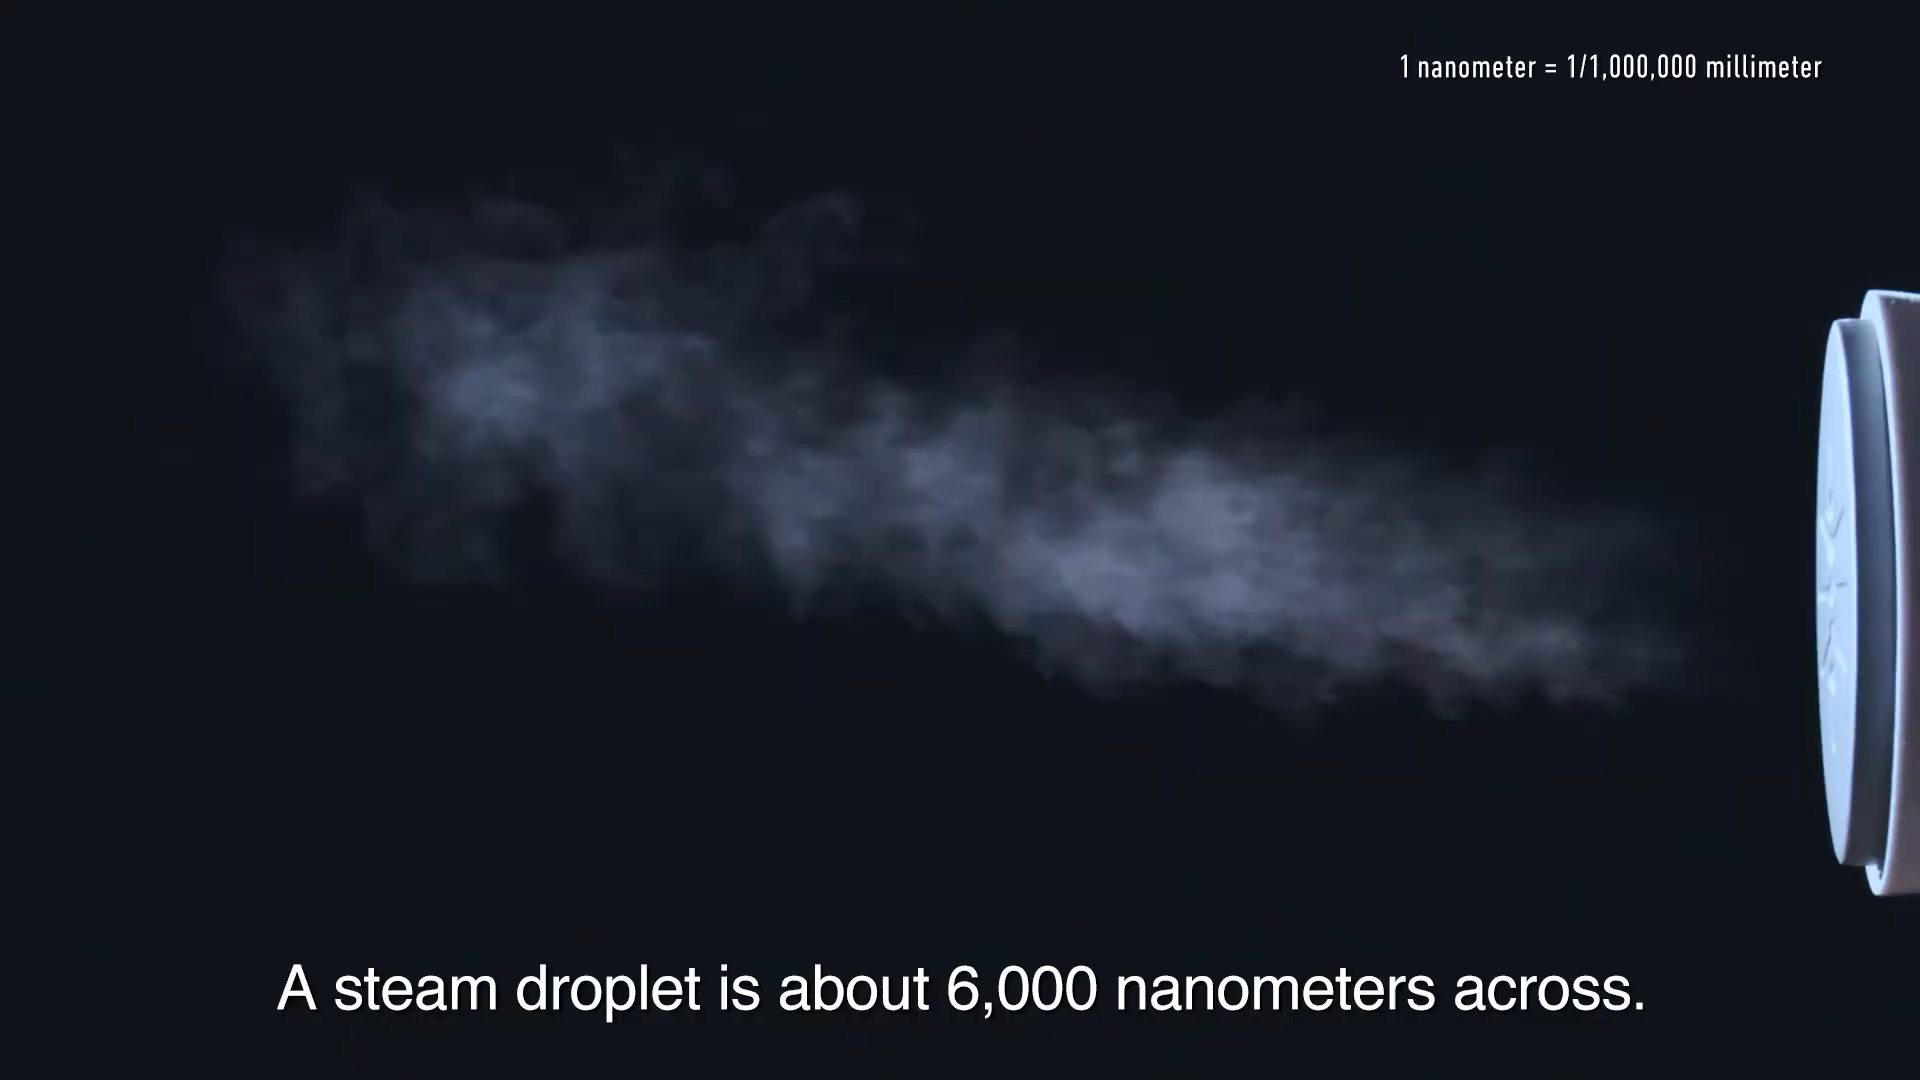 1 nanometer = 1/1,000,000 millimeter
A steam droplet is about 6,000 nanometers across.